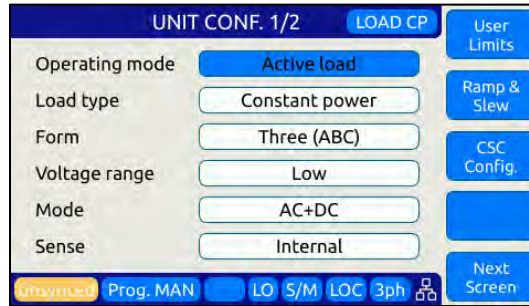 UNIT CONF. 1/2
LOAD CP
Operating mode Active load
Load type Constant power
Form Three (ABC)
Voltage range Low
Mode AC+DC
Sense Internal
Unsynced Prog. MAN LO S/M LOC 3ph
User
Limits
Ramp &
Slew
CSC
Config.
Next
Screen